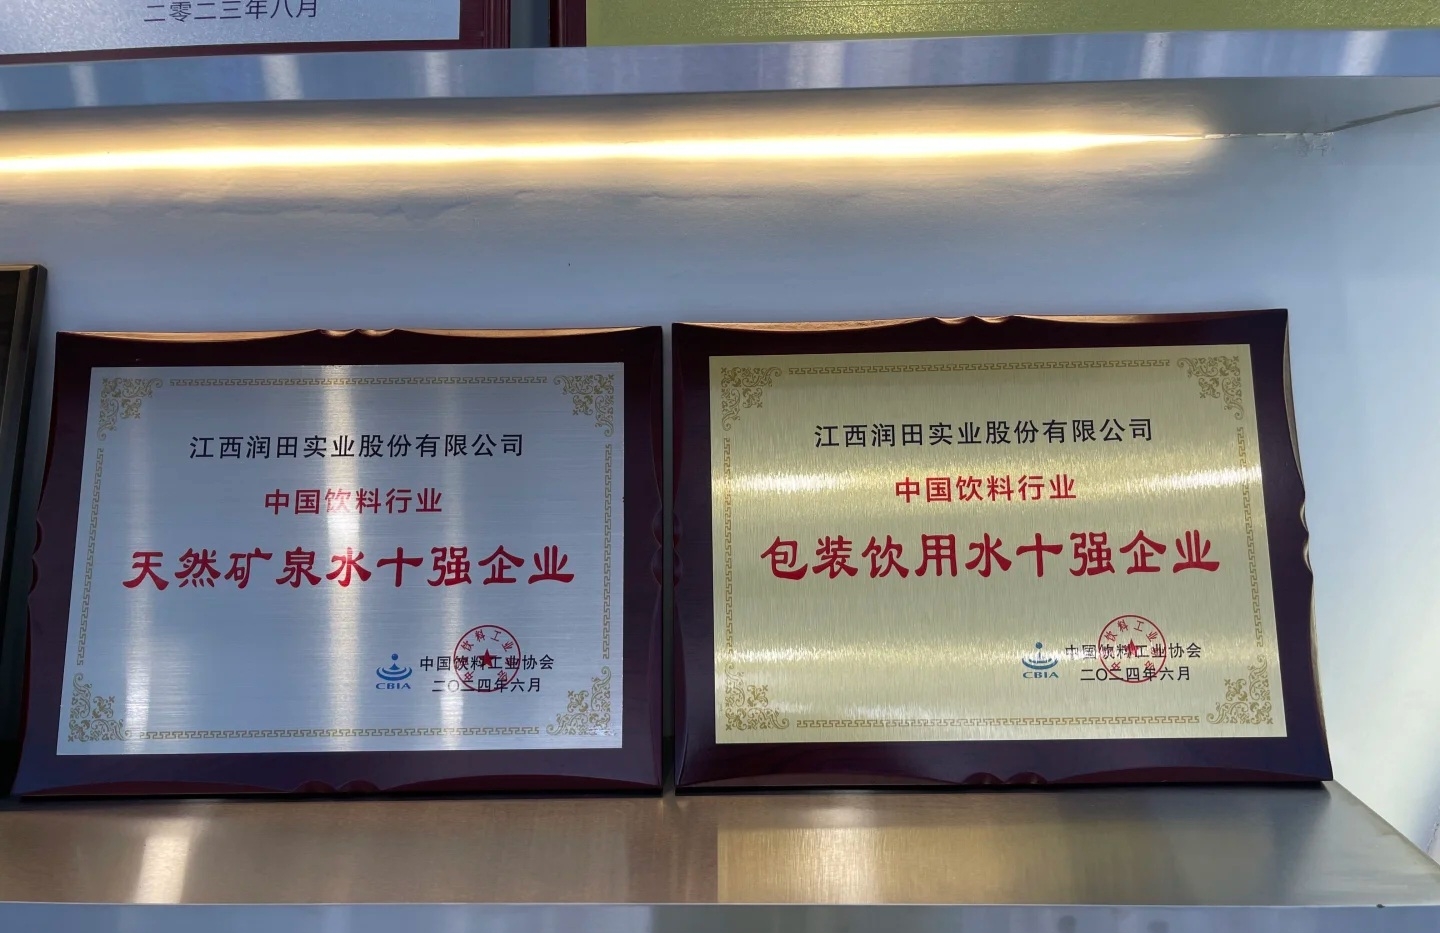 二零二三年八月
江西润田实业股份有限公司
中国饮料行业
天然矿泉水十强企业
CBIA
中国饮料工业协会
二〇二四年六月
江西润田实业股份有限公司
中国饮料行业
包装饮用水十强企业
CBIA
中国饮料工业协会
二〇二四年六月